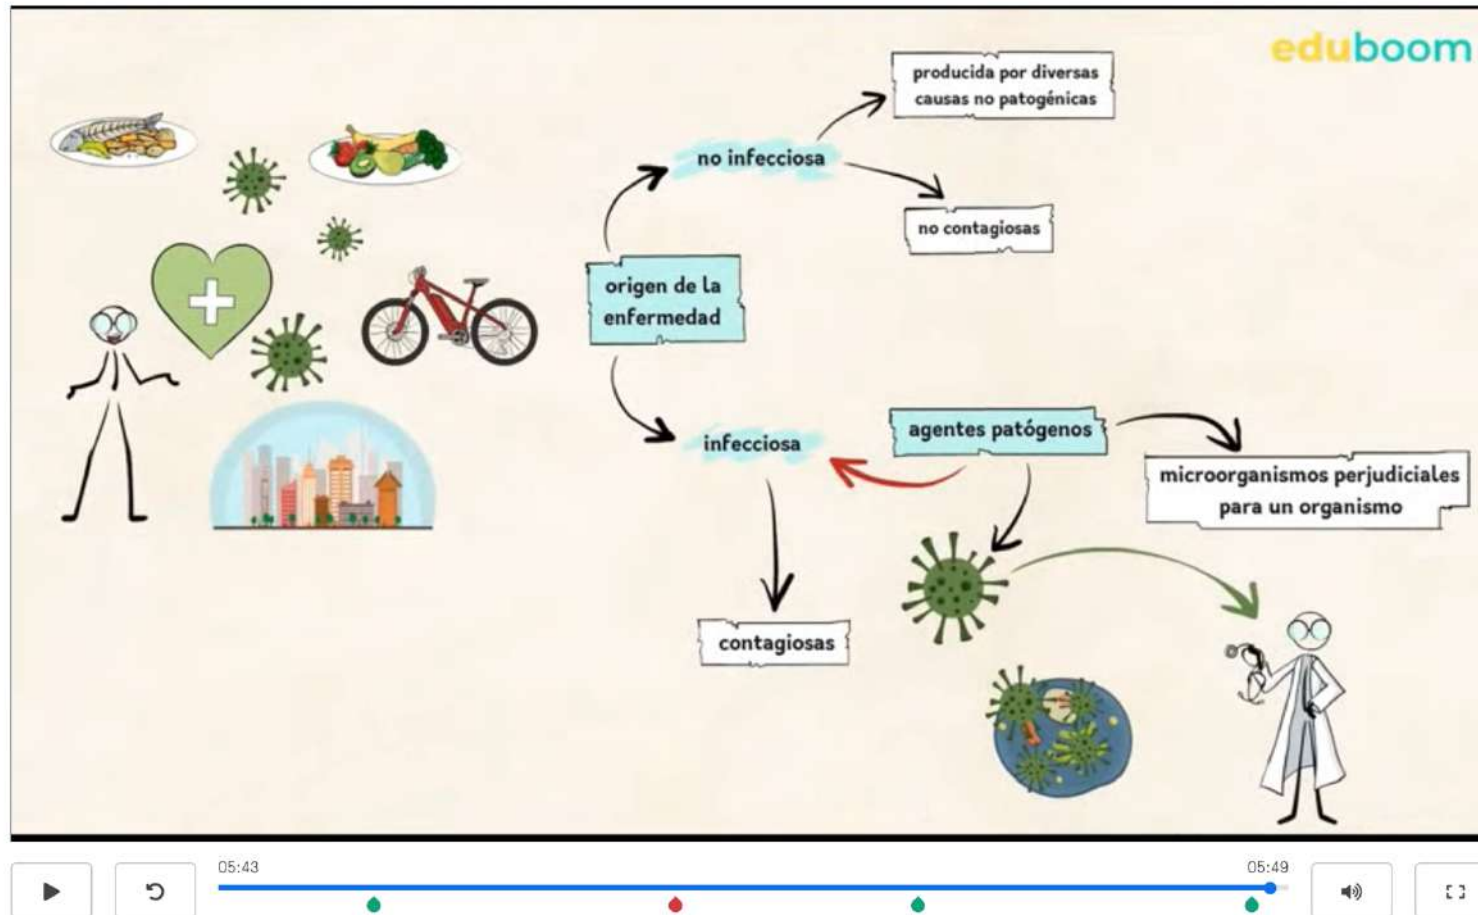 eduboom
producida por diversas
causas no patogénicas
no infecciosa
no contagiosas
origen de la
enfermedad
infecciosa
agentes patógenos
microorganismos perjudiciales
para un organismo
contagiosas
05:43
05:49